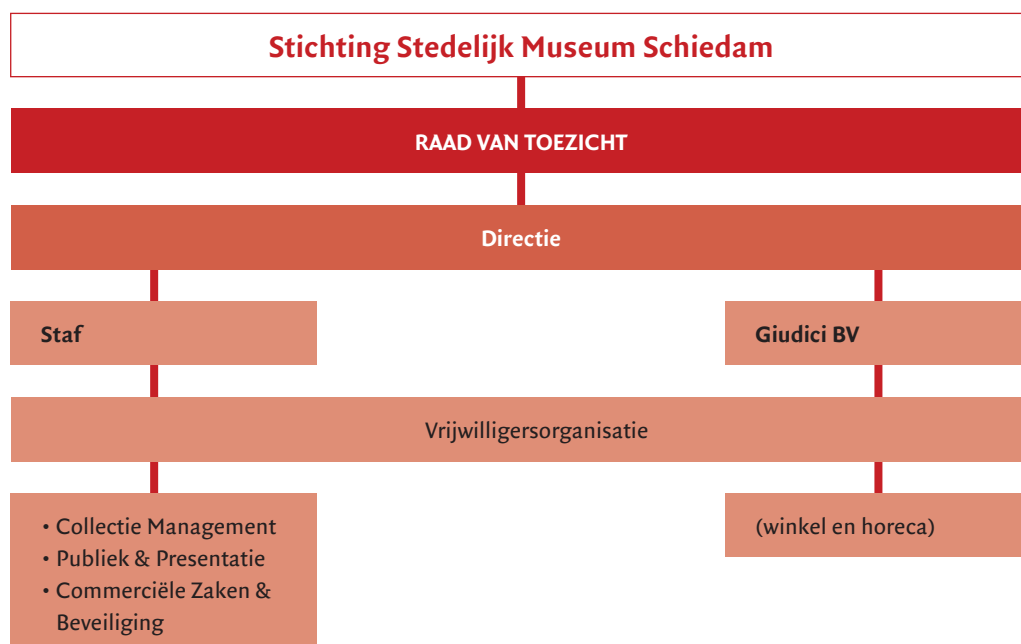 Stichting Stedelijk Museum Schiedam
RAAD VAN TOEZICHT
Directie
Staf
Giudici BV
Vrijwilligersorganisatie
• Collectie Management
• Publiek & Presentatie
• Commerciële Zaken &
Beveiliging
(winkel en horeca)